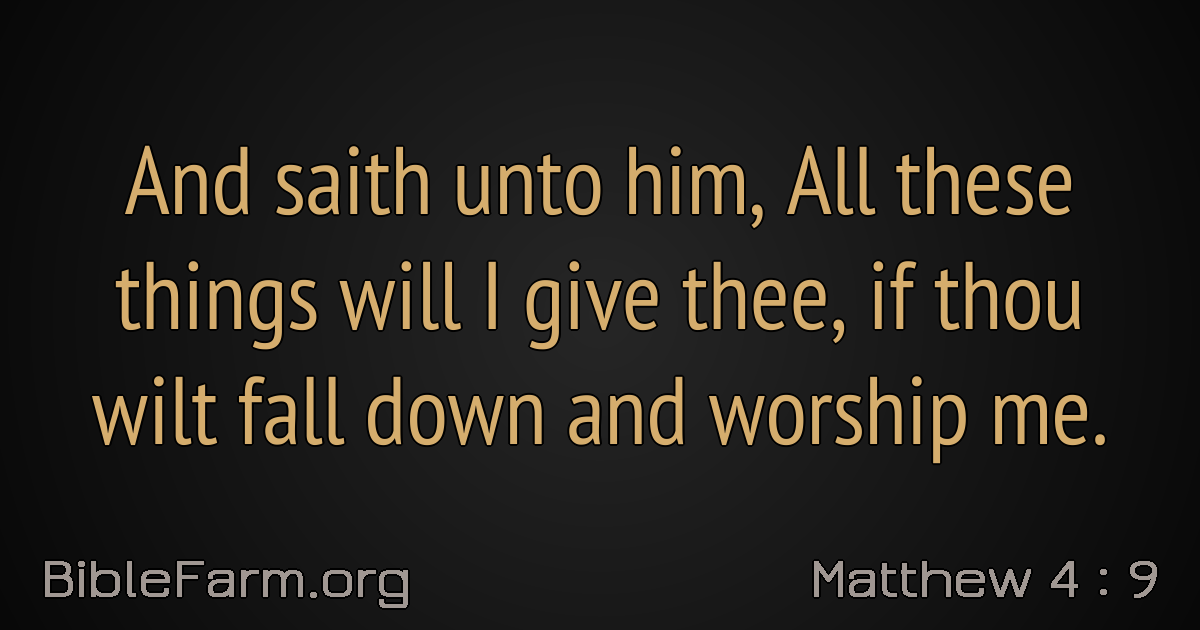 And saith unto him, All these
things will I give thee, if thou
wilt fall down and worship me.
BibleFarm.org
Matthew 4 : 9